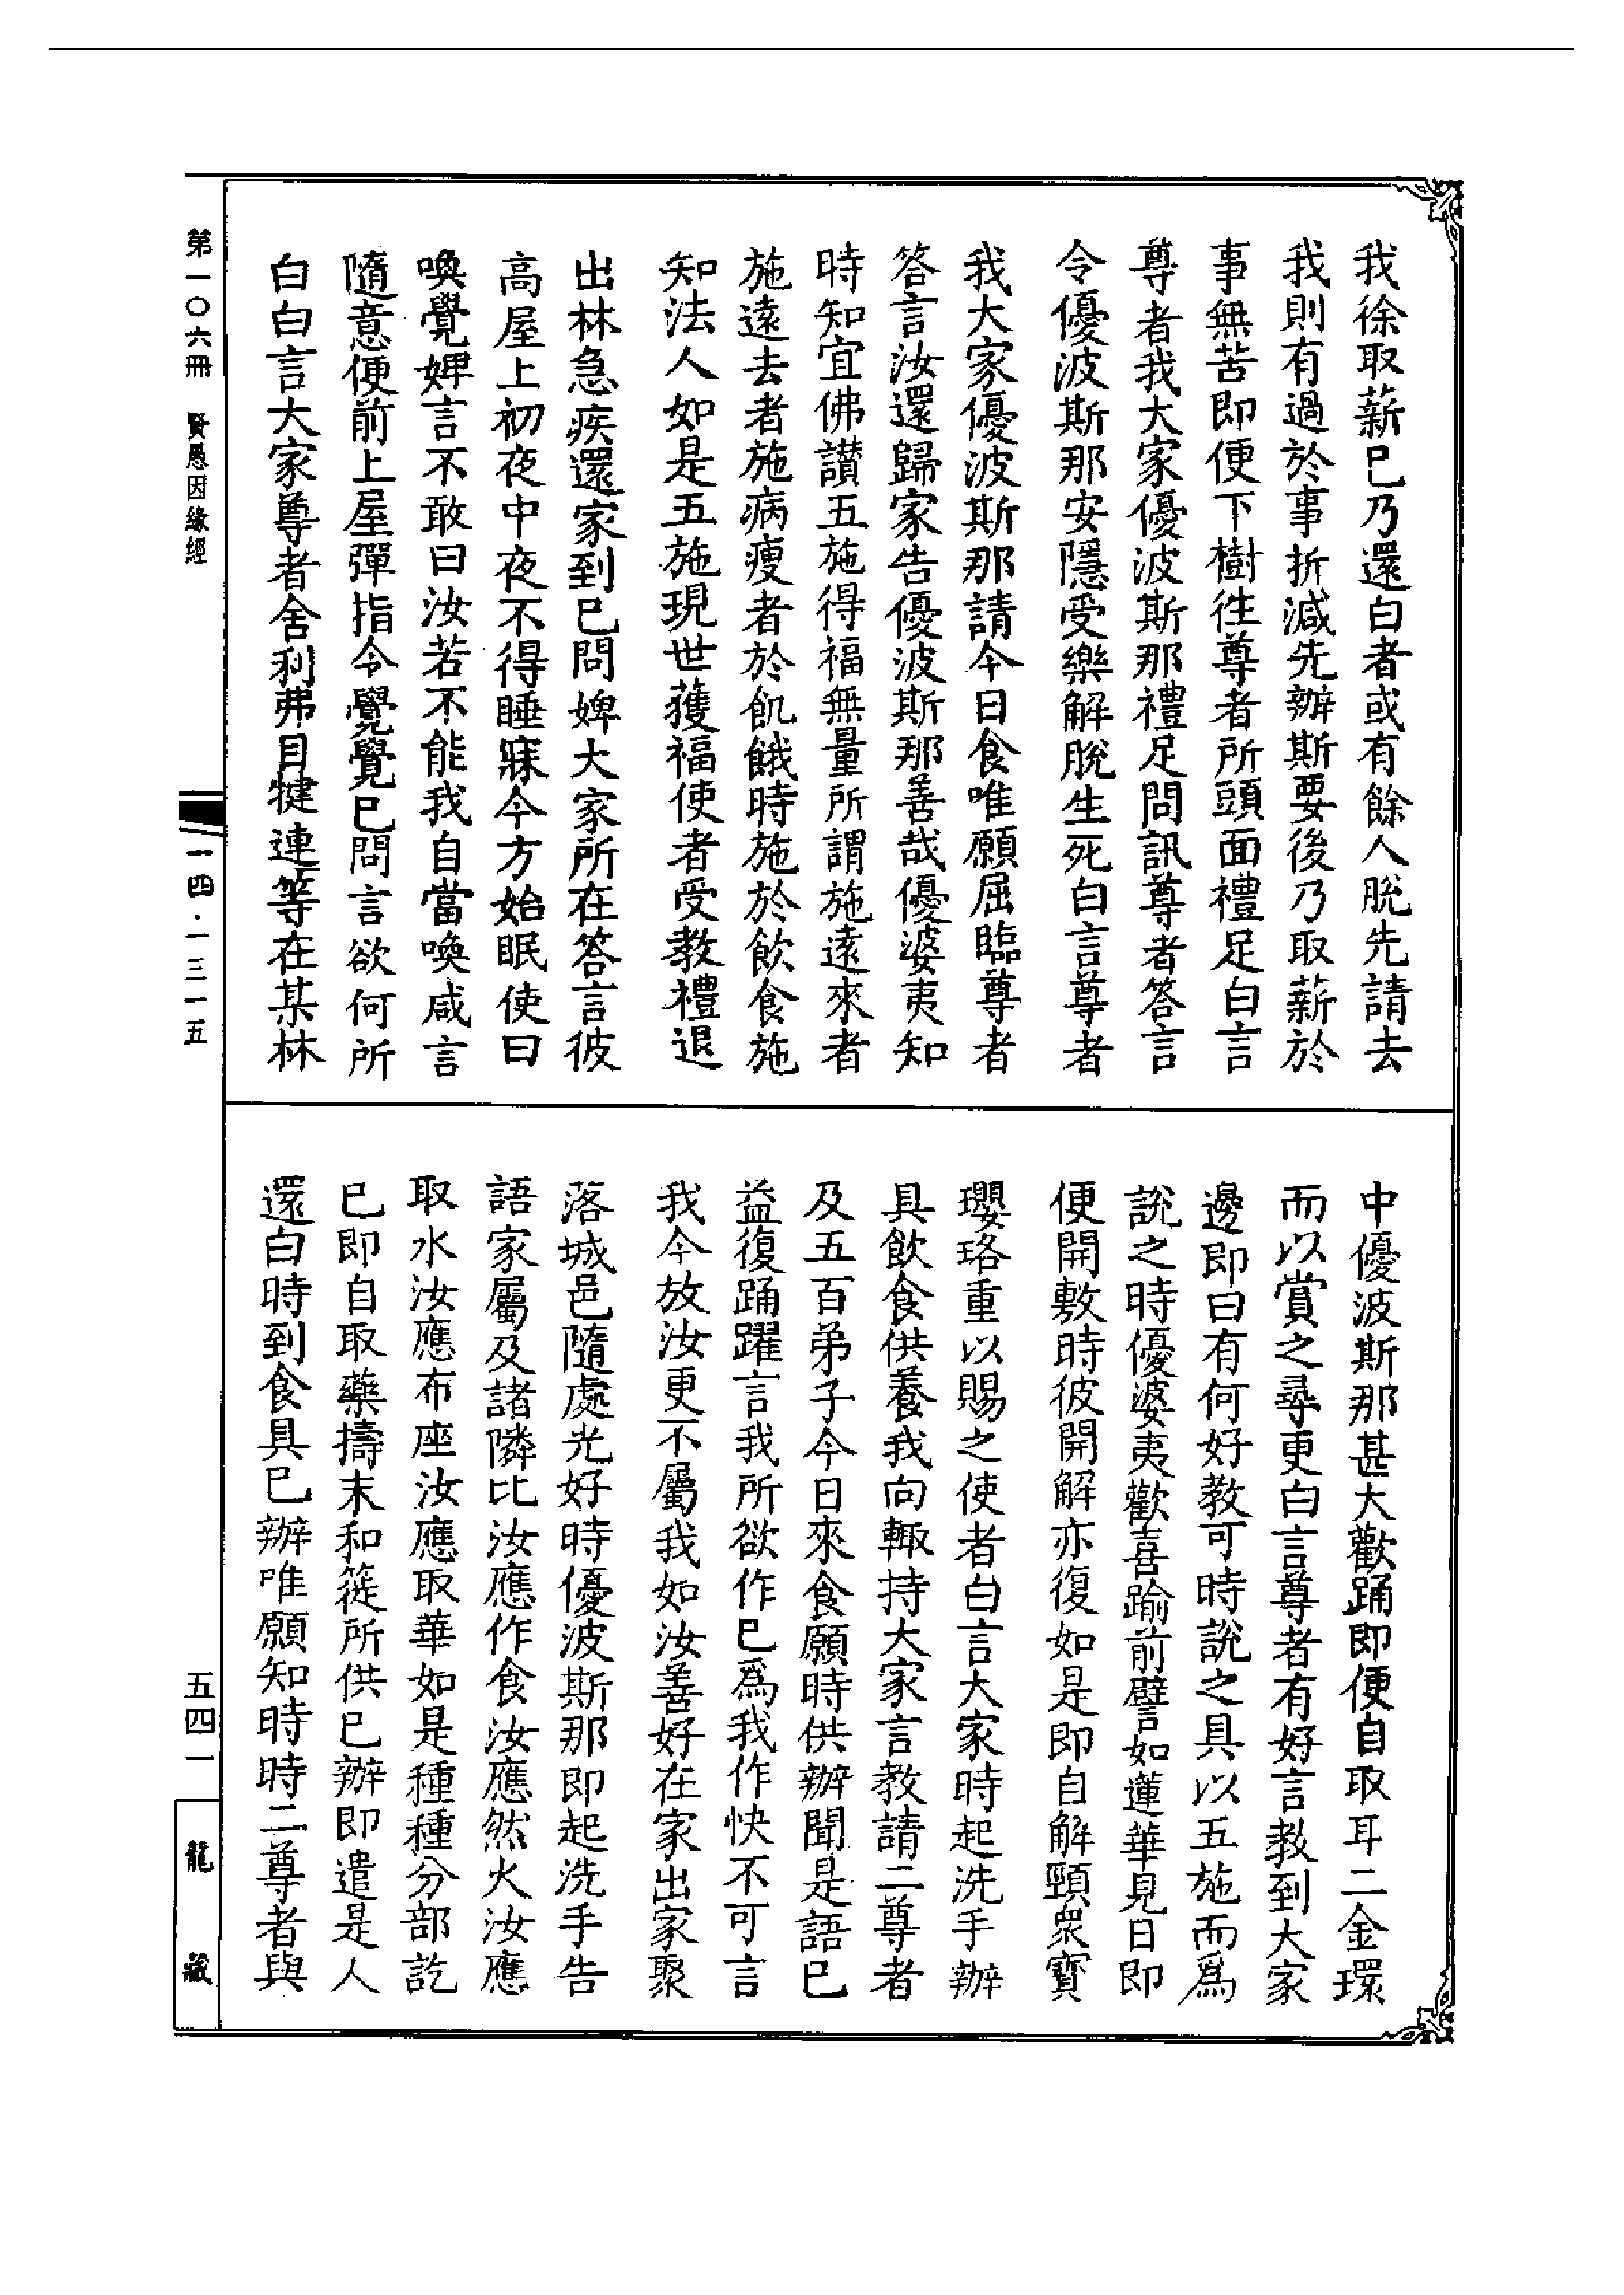 我徐取薪已乃還白者或有餘人脫先請去
我則有過於事折減先辦斯要後乃取薪於
事無苦即便下樹往尊者所頭面禮足白言
尊者我大家優波斯那禮足問訊尊者答言
令優波斯那安隱受樂解脫生死白言尊者
我大家優波斯那請今日食唯願屈臨尊者
答言汝還歸家告優波斯那善哉優婆夷知
時知宜佛讃五施得福無量所謂施遠來者
施遠去者施病瘦者於飢餓時施於飲食施
知法人如是五施現世獲福使者受教禮退
出林急疾還家到已問婢大家所在答言彼
高屋上初夜中夜不得睡寐今方始眠使曰
喚覺婢言不敢曰汝若不能我自當喚咸言
隨意便前上屋彈指令覺覺已問言欲何所
白白言大家尊者舍利弗目犍連等在某林
中優波斯那甚大歡踊即便自取耳二金環
而以賞之尋更白言尊者有好言教到大家
邊即曰有何好教可時説之具以五施而為
説之時優婆夷歡喜踰前譬如蓮華見日即
便開敷時彼開解亦復如是即自解頸衆寶
瓔珞重以賜之使者白言大家時起洗手辦
具飲食供養我向輙持大家言教請二尊者
及五百弟子今日來食願時供辦聞是語已
益復踊躍言我所欲作已爲我作快不可言
我今放汝更不屬我如汝善好在家出家聚
落城邑隨處光好時優波斯那即起洗手告
語家屬及諸隣比汝應作食汝應然火汝應
取水汝應布座汝應取華如是種種分部訖
已即自取藥擣末和簁所供已辦即遣是人
還白時到食具已辦唯願知時時二尊者與
第一〇六冊 賢愚因緣經
一四·一三一五
五四一
龍藏